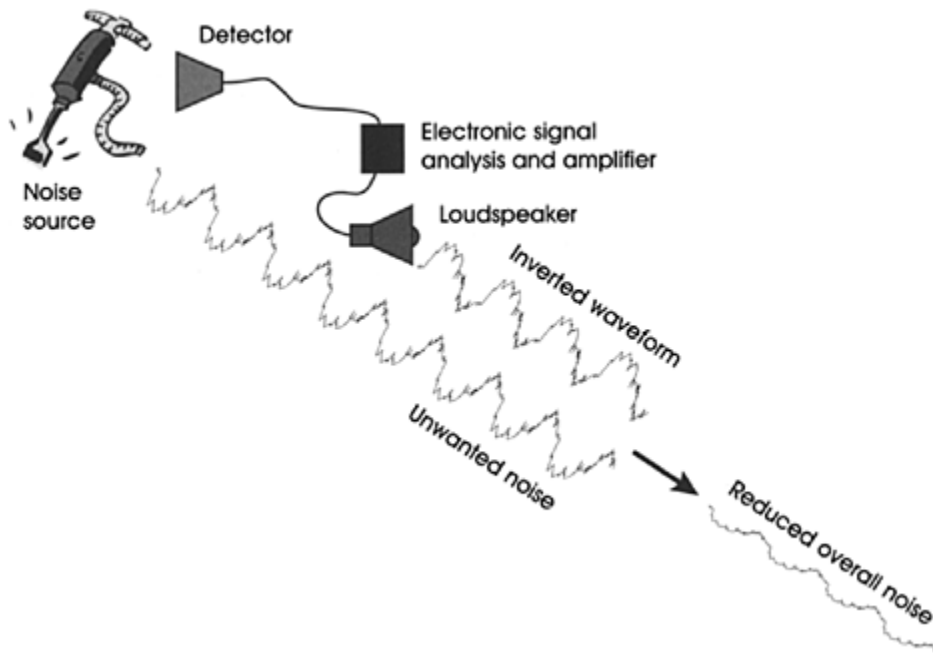 Detector
Electronic signal
analysis and amplifier
Noise
source
Loudspeaker
Inverted waveform
Unwanted noise
Reduced overall noise